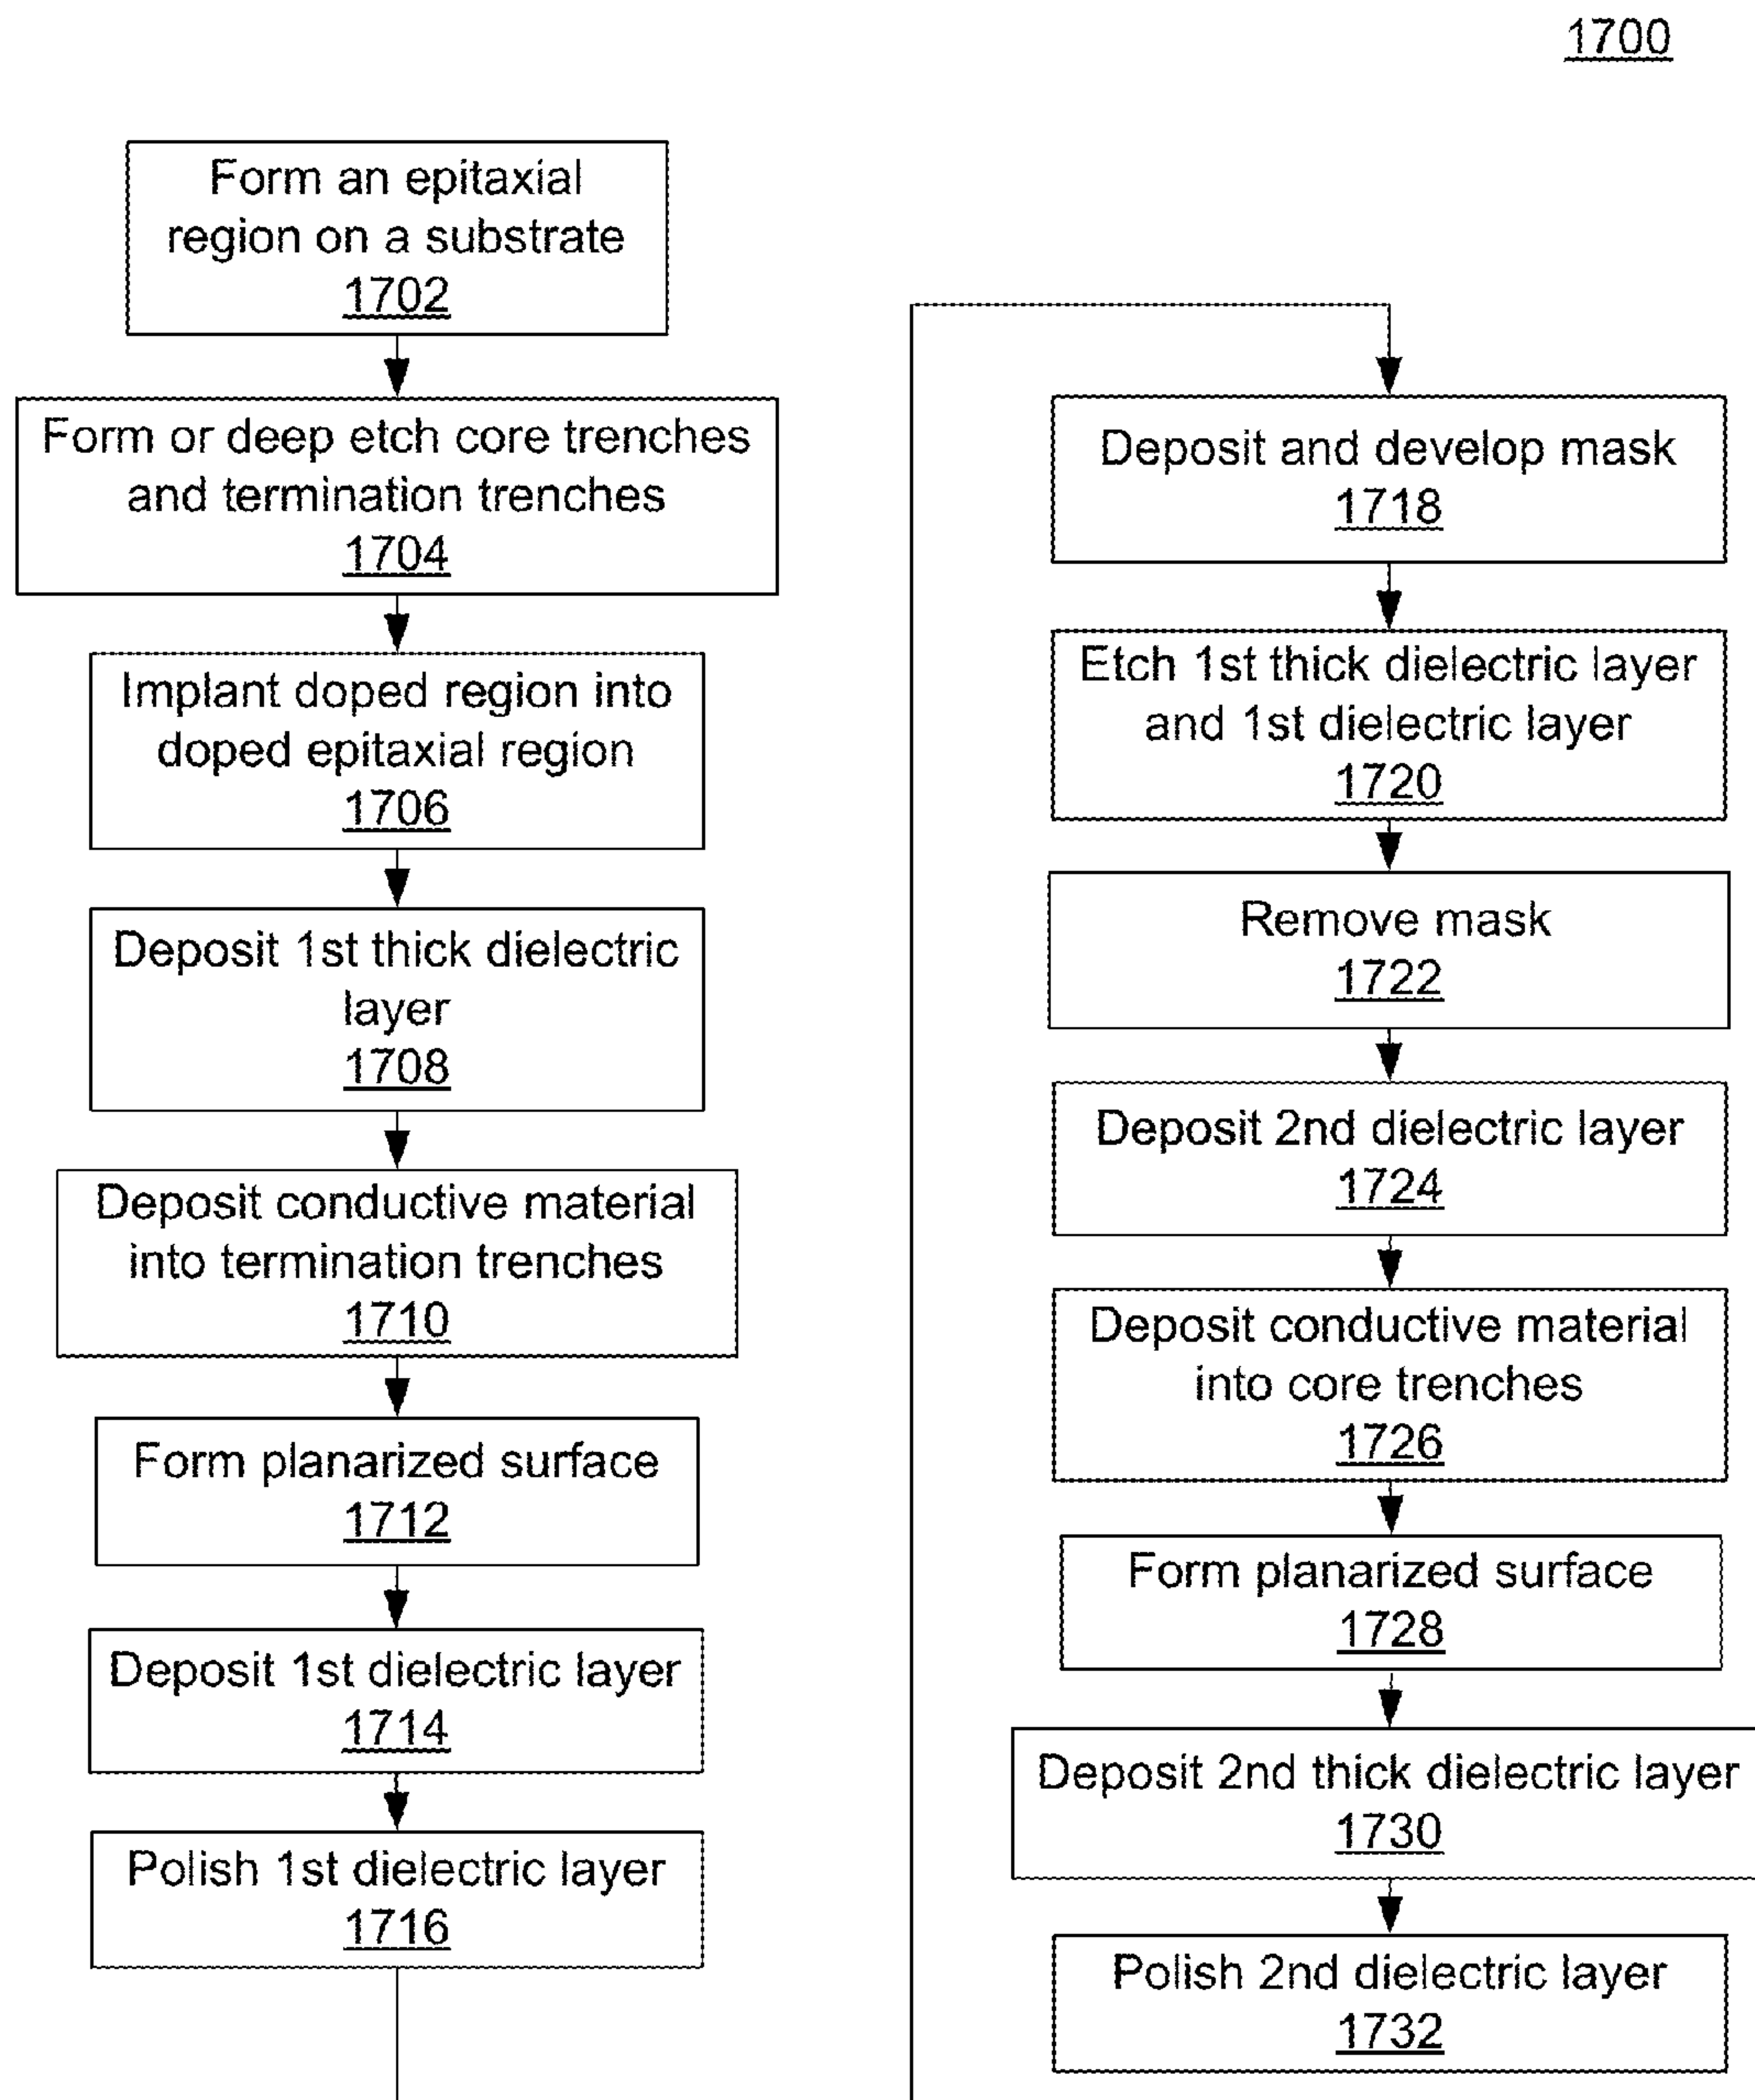 1700
Form an epitaxial
region on a substrate
1702
Form or deep etch core trenches
and termination trenches
1704
Implant doped region into
doped epitaxial region
1706
Deposit 1st thick dielectric
layer
1708
Deposit conductive material
into termination trenches
1710
Form planarized surface
1712
Deposit 1st dielectric layer
1714
Polish 1st dielectric layer
1716
Deposit and develop mask
1718
Etch 1st thick dielectric layer
and 1st dielectric layer
1720
Remove mask
1722
Deposit 2nd dielectric layer
1724
Deposit conductive material
into core trenches
1726
Form planarized surface
1728
Deposit 2nd thick dielectric layer
1730
Polish 2nd dielectric layer
1732